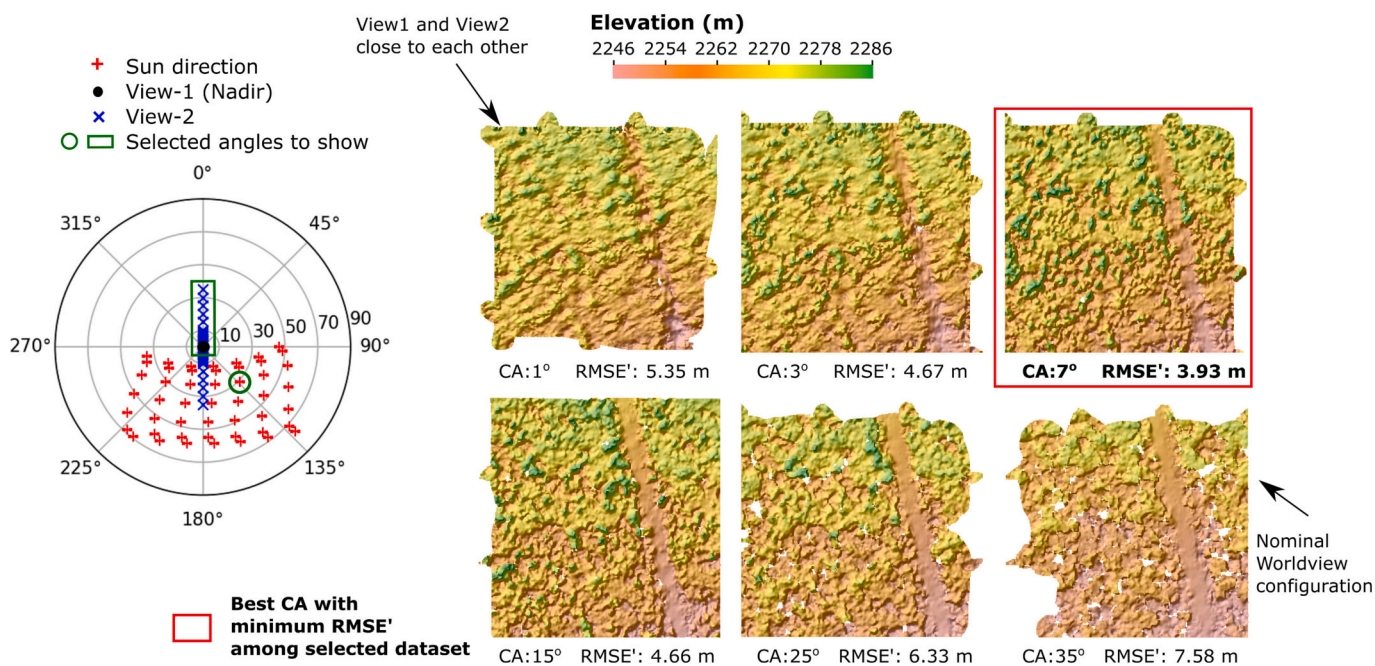 View1 and View2
close to each other
Elevation (m)
2246 2254 2262 2270 2278 2286
Sun direction
View-1 (Nadir)
View-2
Selected angles to show
0°
315° 45°
270° 10 30 50 70 90 90°
225° 135°
180°
CA:1° RMSE': 5.35 m
CA:3° RMSE': 4.67 m
CA:7° RMSE': 3.93 m
CA:15° RMSE': 4.66 m
CA:25° RMSE': 6.33 m
CA:35° RMSE': 7.58 m
Nominal
Worldview
configuration
Best CA with
minimum RMSE'
among selected dataset